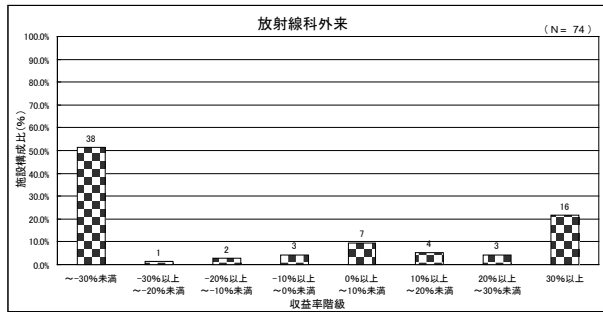 放射線科外来
(N= 74)
施設構成比(%)
100.0%
90.0%
80.0%
70.0%
60.0%
50.0%
40.0%
30.0%
20.0%
10.0%
0.0%
38
1
2
3
7
4
3
16
~-30%未満
-30%以上
~-20%未満
-20%以上
~-10%未満
-10%以上
~0%未満
0%以上
~10%未満
10%以上
~20%未満
20%以上
~30%未満
30%以上
収益率階級